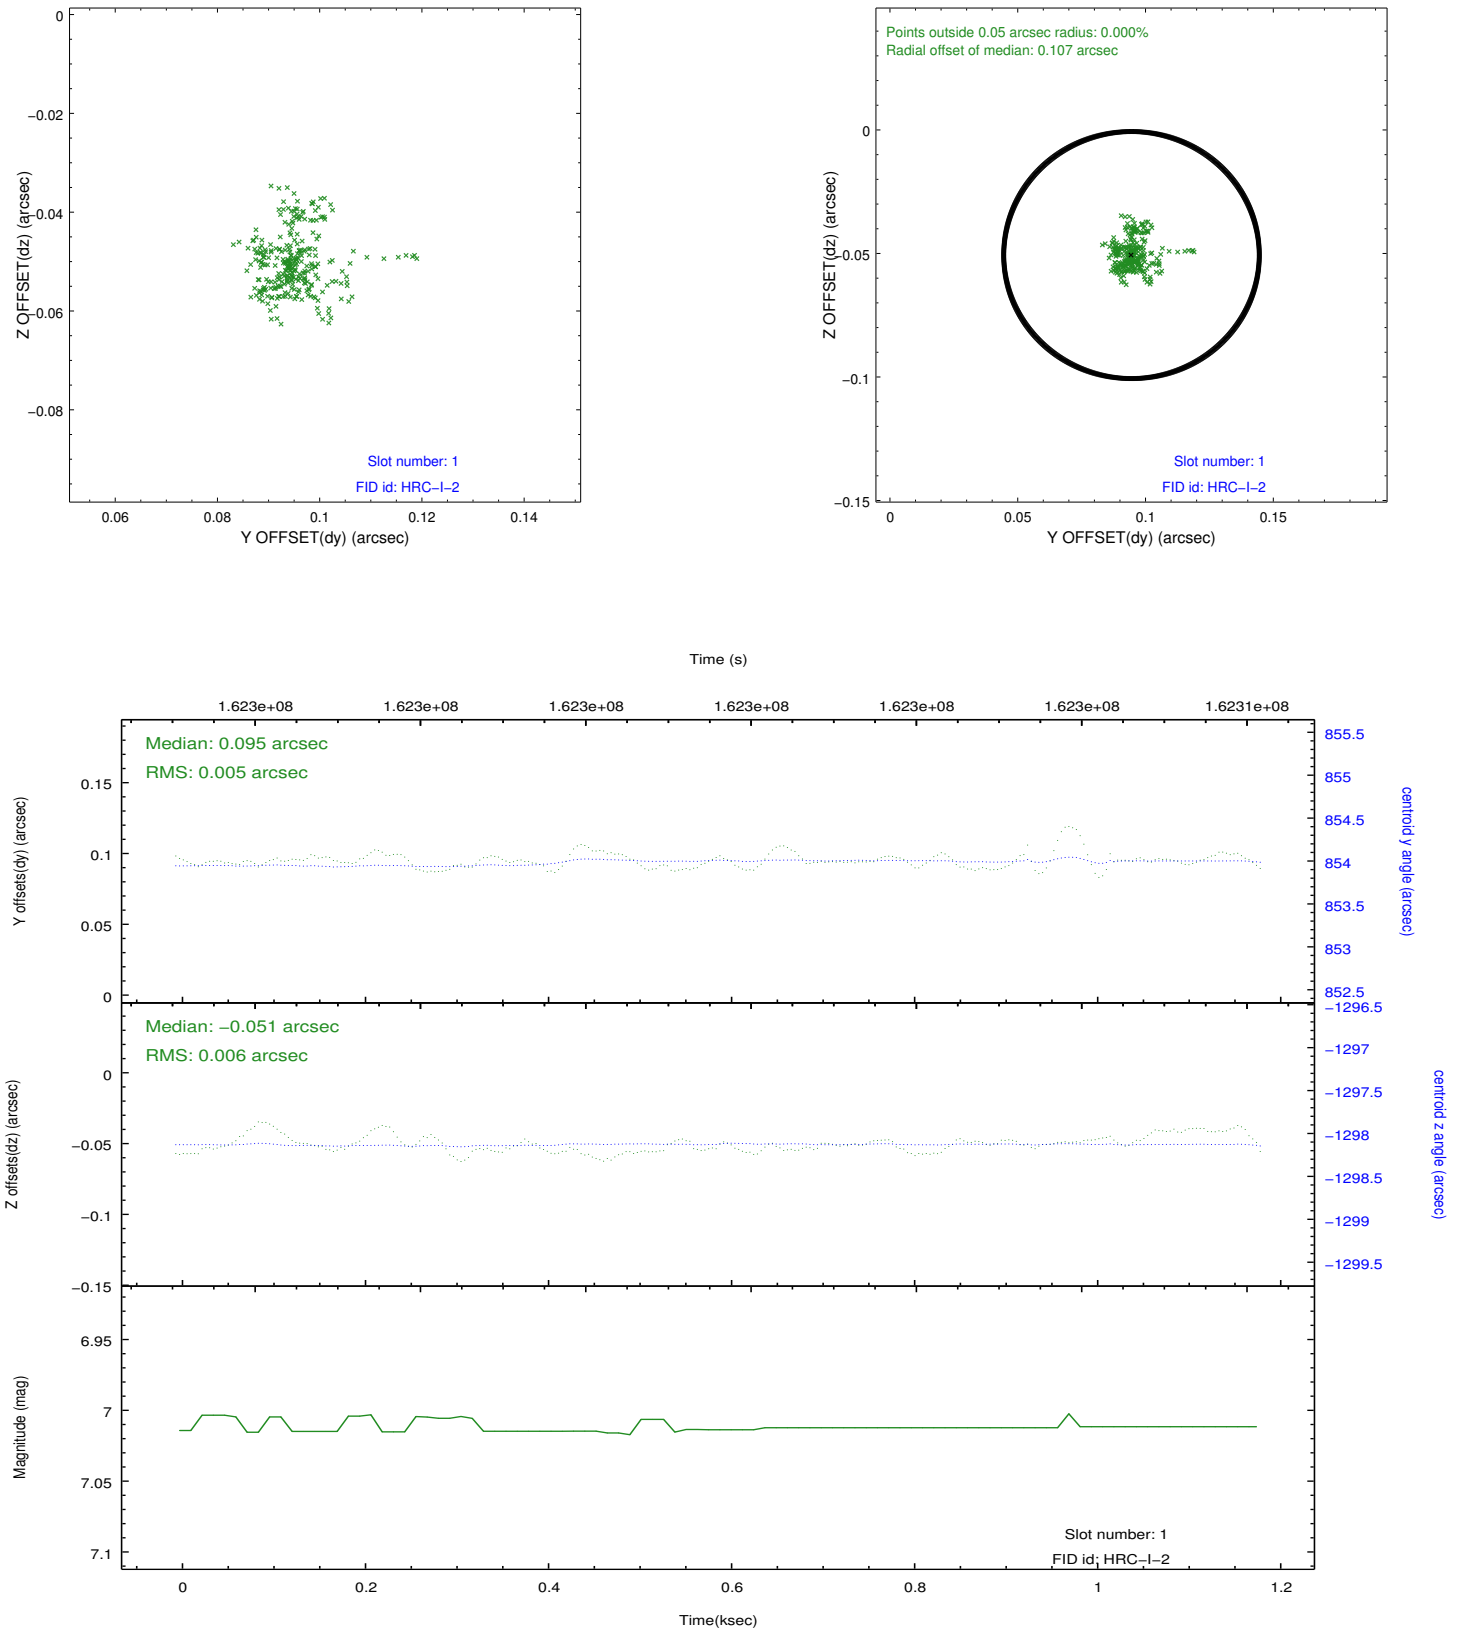 0
−0.02
−0.04
−0.06
−0.08
Z OFFSET(dz) (arcsec)
0.06 0.08 0.1 0.12 0.14
Y OFFSET(dy) (arcsec)
Slot number: 1
FID id: HRC−I−2
Points outside 0.05 arcsec radius: 0.000%
Radial offset of median: 0.107 arcsec
0
−0.05
−0.1
−0.15
Z OFFSET(dz) (arcsec)
0 0.05 0.1 0.15
Y OFFSET(dy) (arcsec)
Slot number: 1
FID id: HRC−I−2
Time (s)
1.623e+08 1.623e+08 1.623e+08 1.623e+08 1.623e+08 1.623e+08 1.6231e+08
Median: 0.095 arcsec
RMS: 0.005 arcsec
0.15
0.1
0.05
0
Y offsets(dy) (arcsec)
855.5
855
854.5
854
853.5
853
852.5
centroid y angle (arcsec)
Median: −0.051 arcsec
RMS: 0.006 arcsec
0
−0.05
−0.1
−0.15
Z offsets(dz) (arcsec)
−1296.5
−1297
−1297.5
−1298
−1298.5
−1299
−1299.5
centroid z angle (arcsec)
6.95
7
7.05
7.1
Magnitude (mag)
Slot number: 1
FID id: HRC−I−2
0 0.2 0.4 0.6 0.8 1 1.2
Time(ksec)